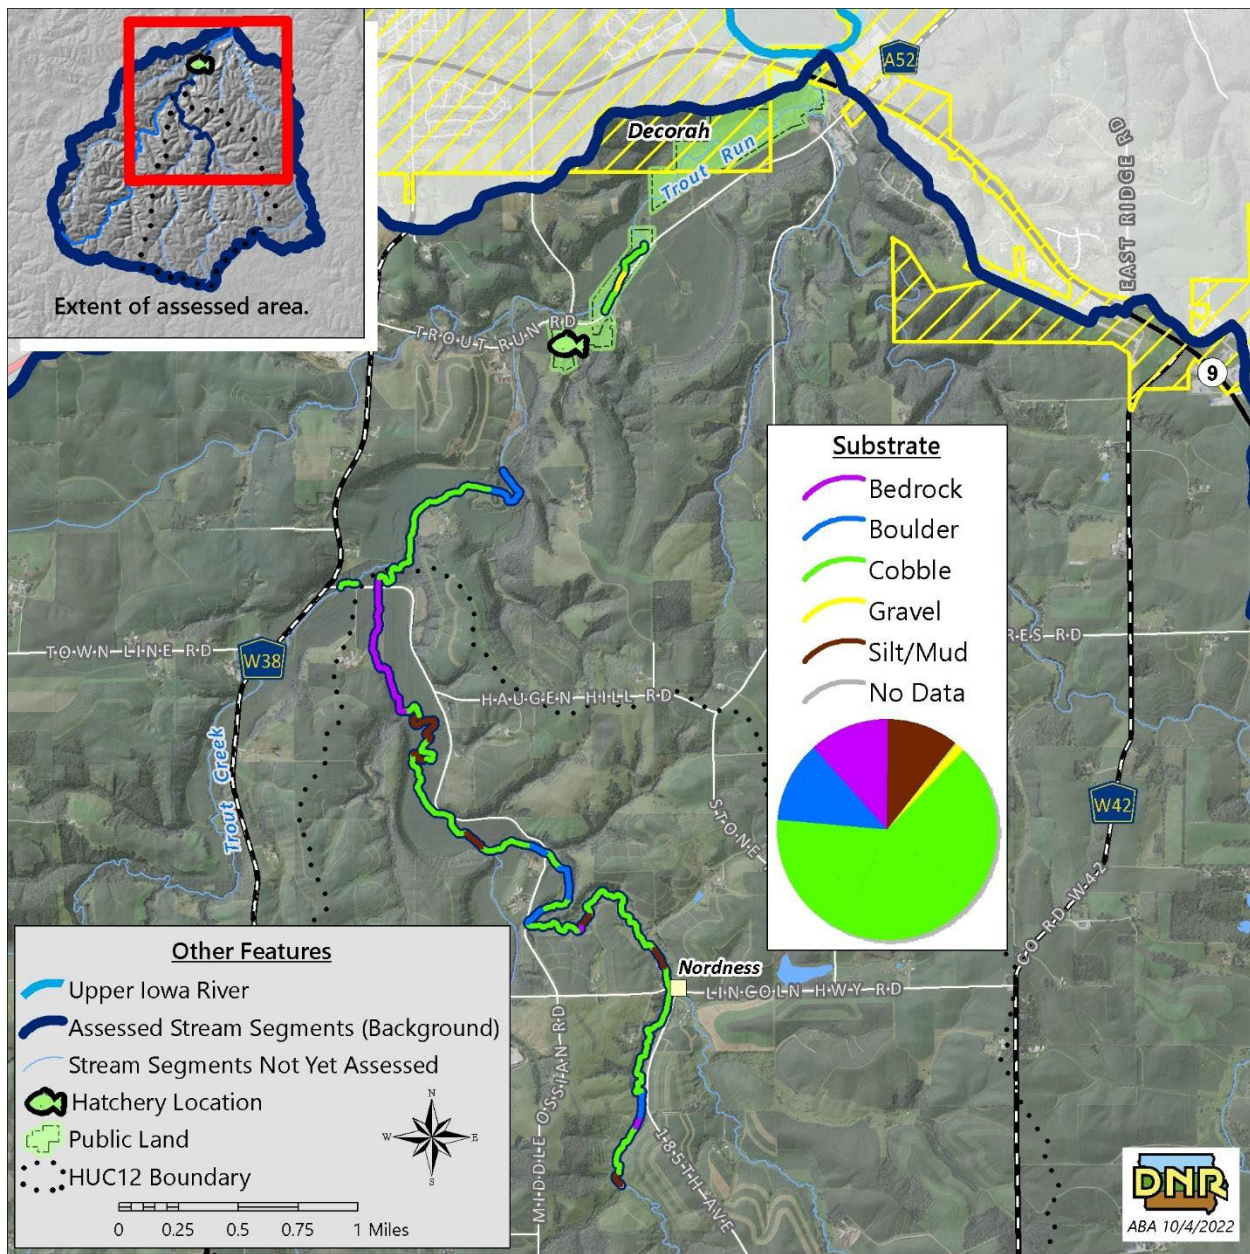 Extent of assessed area.
A52
Decorah
Trout Run
EAST RIDGE RD
TROUT RUN RD
9
Substrate
Bedrock
Boulder
Cobble
Gravel
Silt/Mud
No Data
RES RD
TOWN LINE RD
W38
HAUGEN HILL RD
Trout Creek
STONE
W42
CO RD W-42
Nordness
LINCOLN HWY RD
MIDDLE OSSIAN RD
185TH AVE
Other Features
Upper Iowa River
Assessed Stream Segments (Background)
Stream Segments Not Yet Assessed
Hatchery Location
Public Land
HUC12 Boundary
N
W
E
S
0 0.25 0.5 0.75 1 Miles
DNR
ABA 10/4/2022